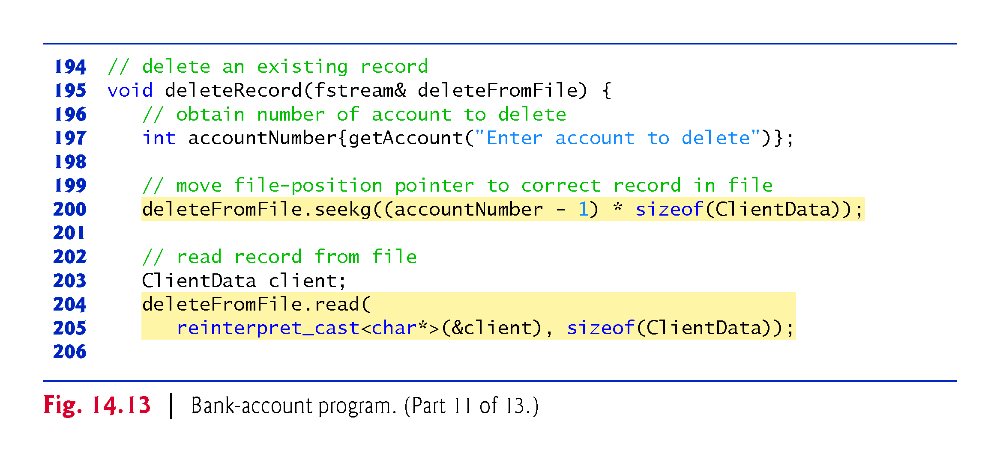 194 // delete an existing record
195 void deleteRecord(fstream& deleteFromFile) {
196    // obtain number of account to delete
197    int accountNumber{getAccount("Enter account to delete")};
198
199    // move file-position pointer to correct record in file
200    deleteFromFile.seekg((accountNumber - 1) * sizeof(ClientData));
201
202    // read record from file
203    ClientData client;
204    deleteFromFile.read(
205       reinterpret_cast<char*>(&client), sizeof(ClientData));
206
Fig. 14.13 | Bank-account program. (Part 11 of 13.)